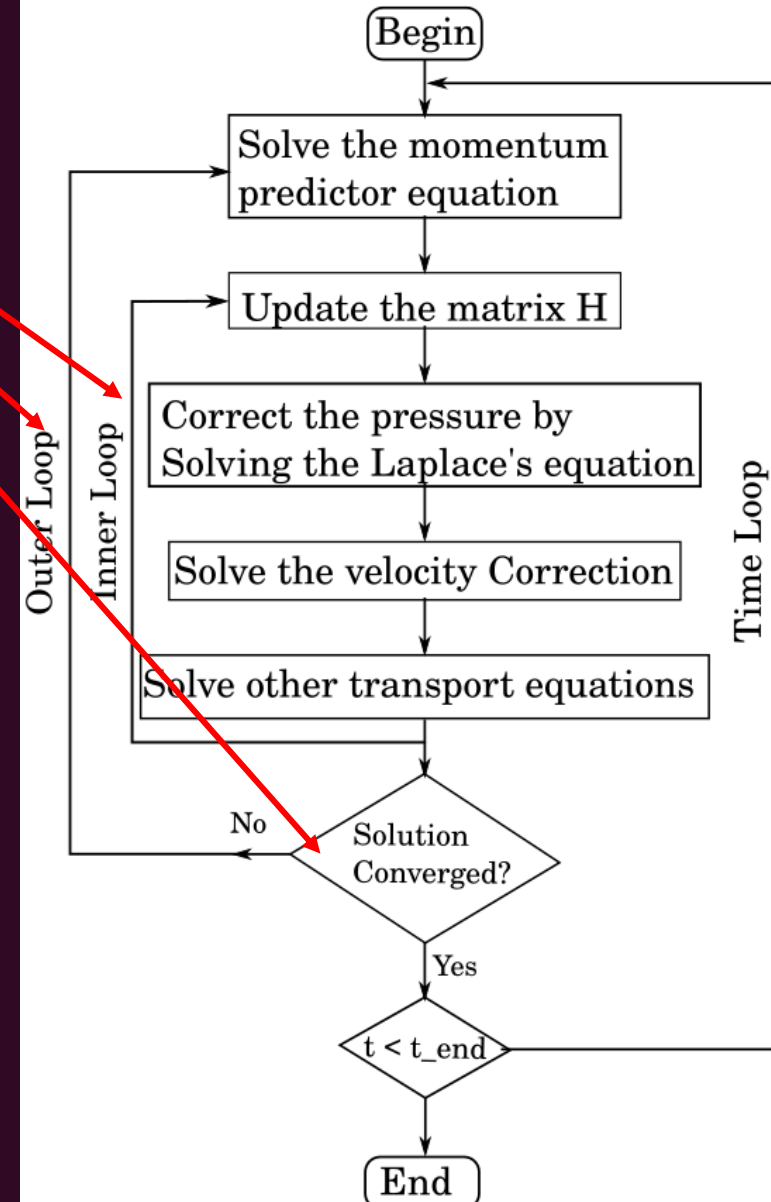 Begin
Solve the momentum
predictor equation
Update the matrix H
Correct the pressure by
Solving the Laplace's equation
Outer Loop
Inner Loop
Time Loop
Solve the velocity Correction
Solve other transport equations
No
Solution
Converged?
Yes
t < t_end
End